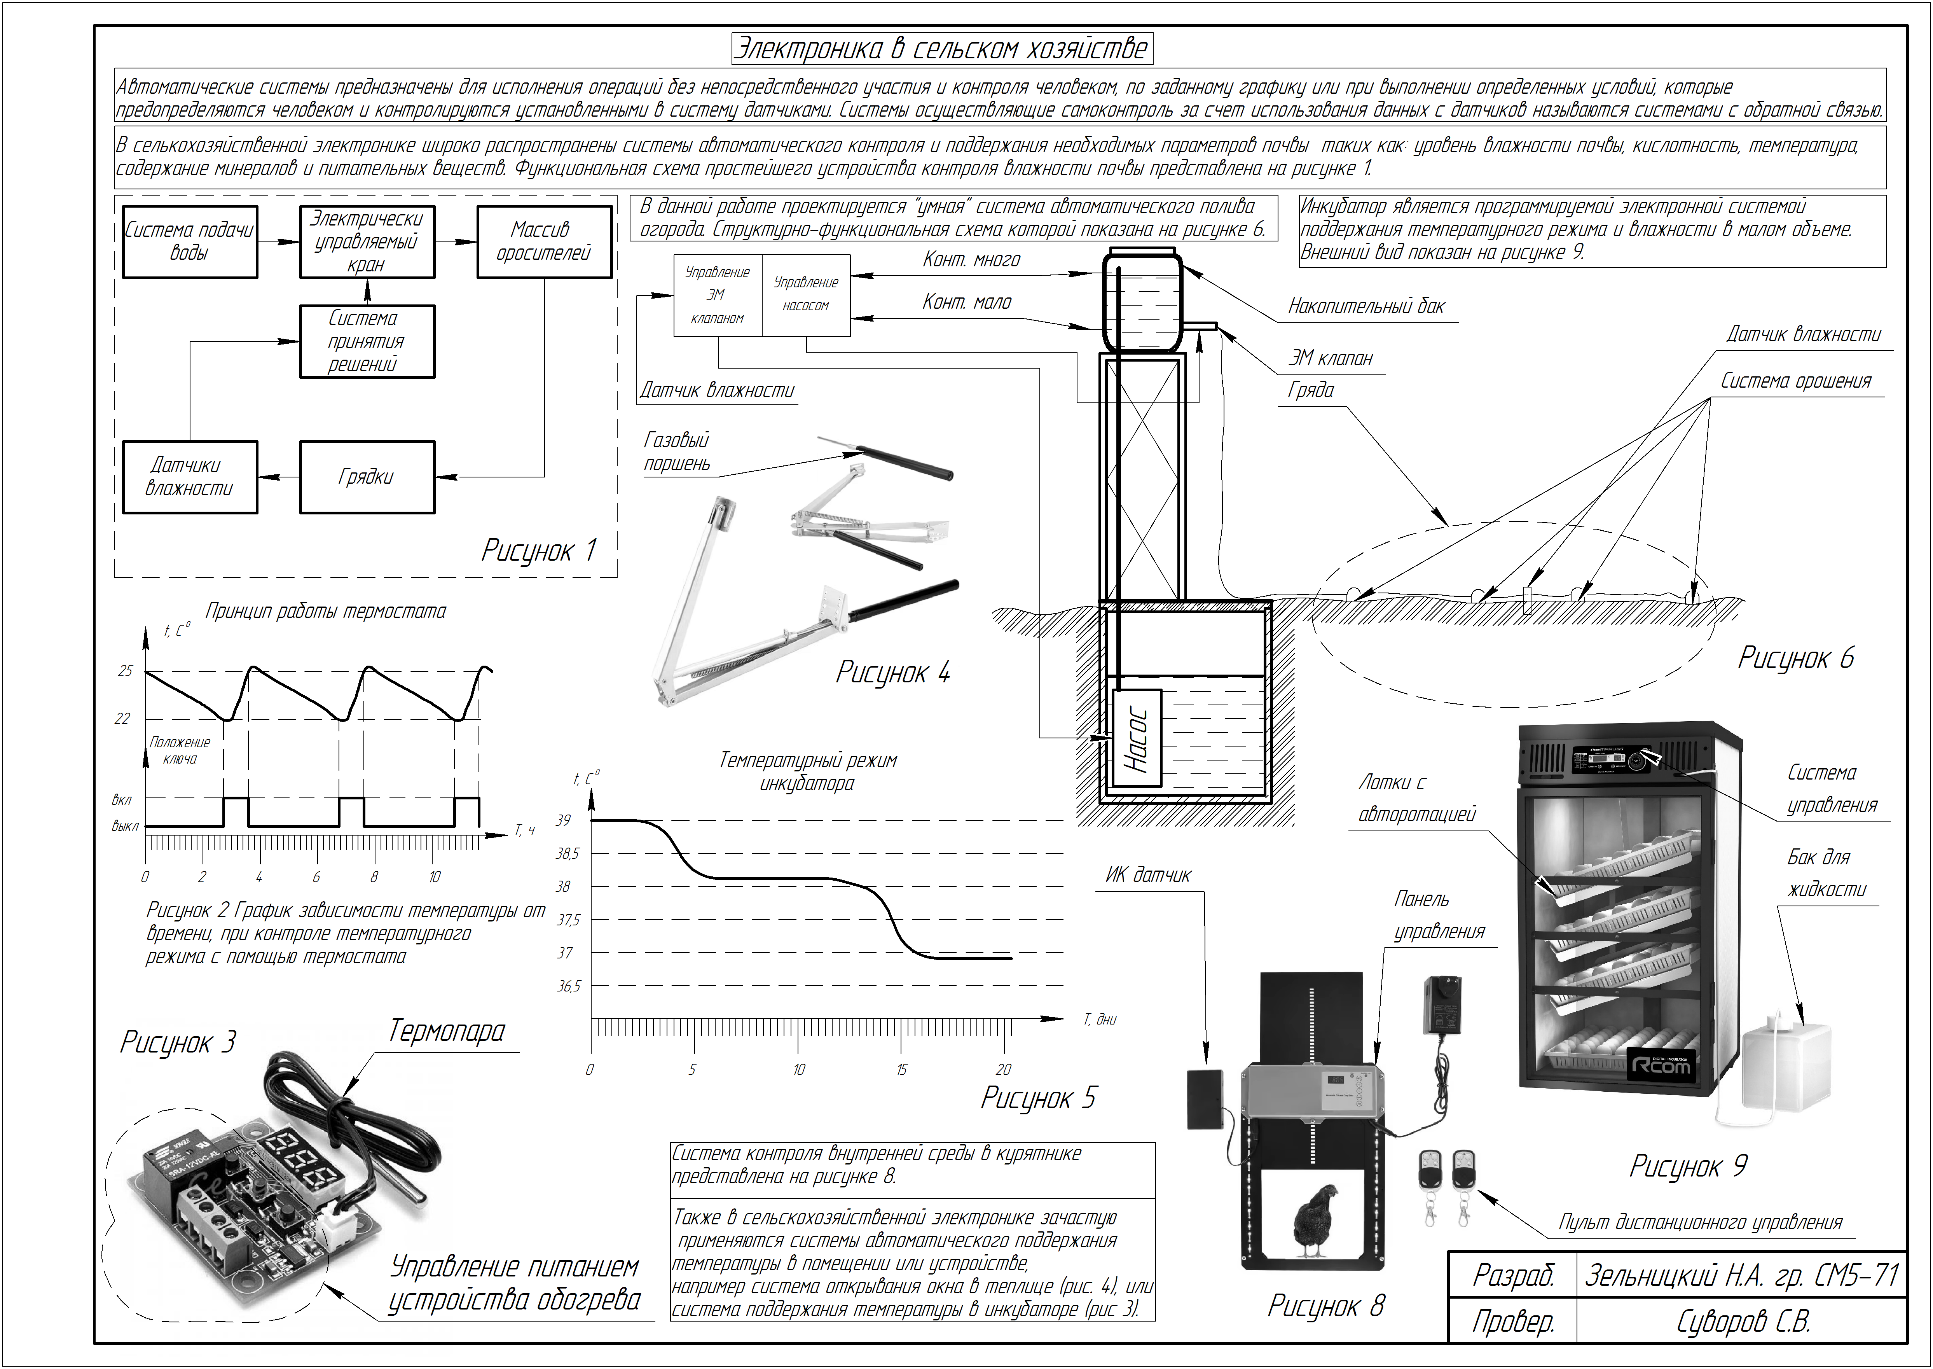 Электроника в сельском хозяйстве
Автоматические системы предназначены для исполнения операций без непосредственного участия и контроля человеком, по заданному графику или при выполнении определенных условий, которые
предопределяются человеком и контролируются установленными в систему датчиками. Системы осуществляющие самоконтроль за счет использования данных с датчиков называются системами с обратной связью.
В селькохозяйственной электронике широко распространены системы автоматического контроля и поддержания необходимых параметров почвы таких как: уровень влажности почвы, кислотность, температура,
содержание минералов и питательных веществ. Функциональная схема простейшего устройства контроля влажности почвы представлена на рисунке 1.
Система подачи
воды
Электрически
управляемый
кран
Массив
оросителей
Система
принятия
решений
Датчики
влажности
Грядки
Рисунок 1
В данной работе проектируется "умная" система автоматического полива
огорода. Структурно-функциональная схема которой показана на рисунке 6.
Инкубатор является программируемой электронной системой
поддержания температурного режима и влажности в малом объеме.
Внешний вид показан на рисунке 9.
Управление
ЭМ
клапаном
Управление
насосом
Конт. много
Конт. мало
Датчик влажности
Накопительный бак
ЭМ клапан
Гряда
Датчик влажности
Система орошения
Насос
Рисунок 6
Газовый
поршень
Рисунок 4
Принцип работы термостата
t, C°
25
22
Положение
ключа
вкл
выкл
T, ч
0 2 4 6 8 10
Рисунок 2 График зависимости температуры от
времени, при контроле температурного
режима с помощью термостата
Температурный режим
инкубатора
t, C°
39
38,5
38
37,5
37
36,5
T, дни
0 5 10 15 20
Рисунок 5
Рисунок 3
Термопара
Управление питанием
устройства обогрева
Система контроля внутренней среды в курятнике
представлена на рисунке 8.
Также в сельскохозяйственной электронике зачастую
применяются системы автоматического поддержания
температуры в помещении или устройстве,
например система открывания окна в теплице (рис. 4), или
система поддержания температуры в инкубаторе (рис 3).
ИК датчик
Панель
управления
Пульт дистанционного управления
Рисунок 8
Лотки с
авторотацией
Система
управления
Бак для
жидкости
Rcom
Рисунок 9
Разраб. Зельницкий Н.А. гр. СМ5-71
Провер. Суворов С.В.